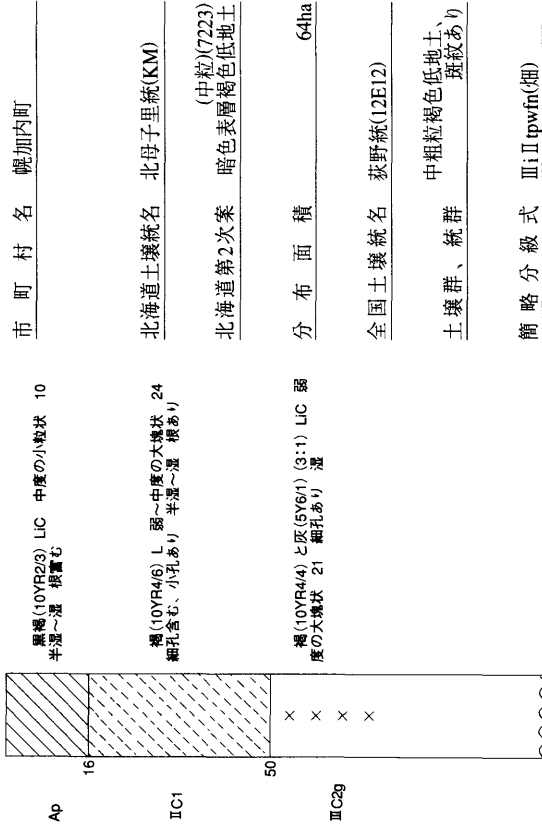 Ap
黒褐(10YR2/3) LiC 中度の小粒状 10
半湿~湿 根富む
16
ⅡC1
褐(10YR4/6) L 弱~中度の大塊状 24
細孔含む、小孔あり 半湿~湿 根あり
50
ⅢC2g
褐(10YR4/4) と灰(5Y6/1) (3:1) LiC 弱
度の大塊状 21 細孔あり 湿
市町村名 幌加内町
北海道土壌統名 北母子里統(KM)
(中粒)(7223)
北海道第2次案 暗色表層褐色低地土
分布面積 64ha
全国土壌統名 荻野統(12E12)
中粗粒褐色低地土、
土壌群、統群 斑紋あり
簡略分級式 ⅢiⅡtpwfn(畑)